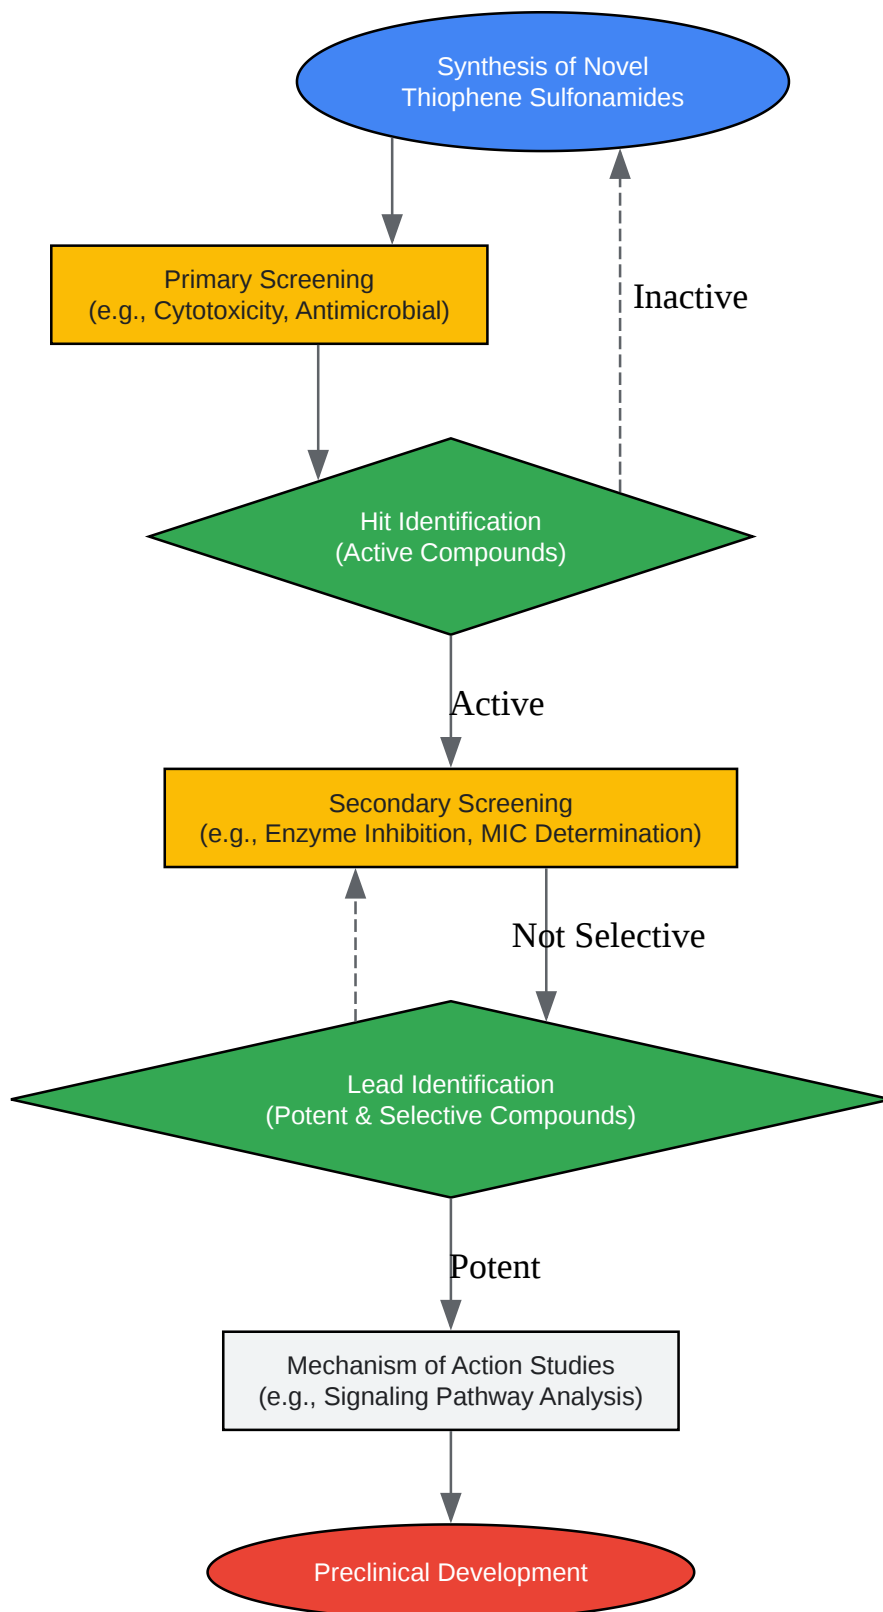 Synthesis of Novel
Thiophene Sulfonamides
Primary Screening
(e.g., Cytotoxicity, Antimicrobial)
Inactive
Hit Identification
(Active Compounds)
Active
Secondary Screening
(e.g., Enzyme Inhibition, MIC Determination)
Not Selective
Lead Identification
(Potent & Selective Compounds)
Potent
Mechanism of Action Studies
(e.g., Signaling Pathway Analysis)
Preclinical Development